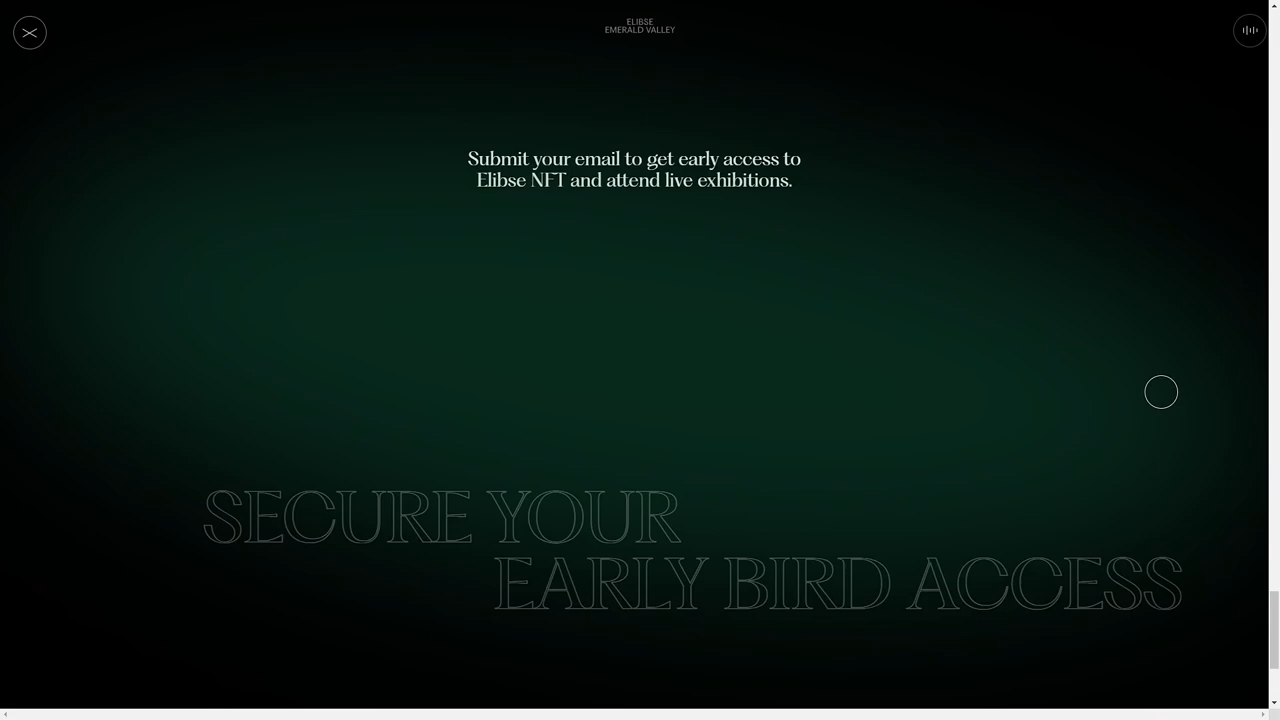 ELIBSE
EMERALD VALLEY
Submit your email to get early access to
Elibse NFT and attend live exhibitions.
SECURE YOUR
EARLY BIRD ACCESS